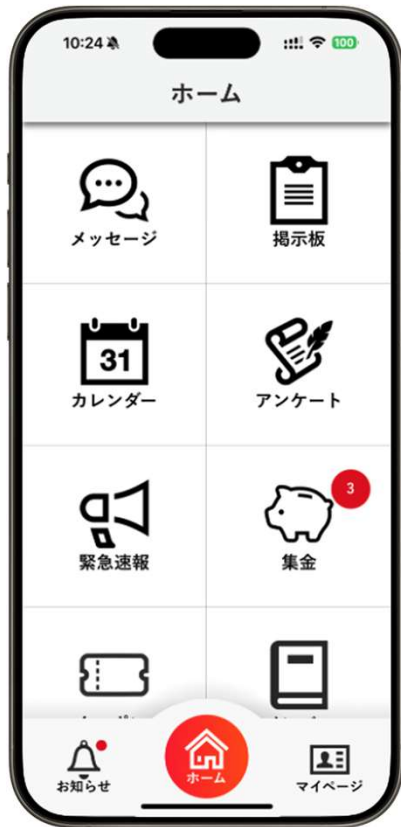 10:24
100
ホーム
メッセージ
掲示板
31
カレンダー
アンケート
緊急速報
3
集金
お知らせ
ホーム
マイページ